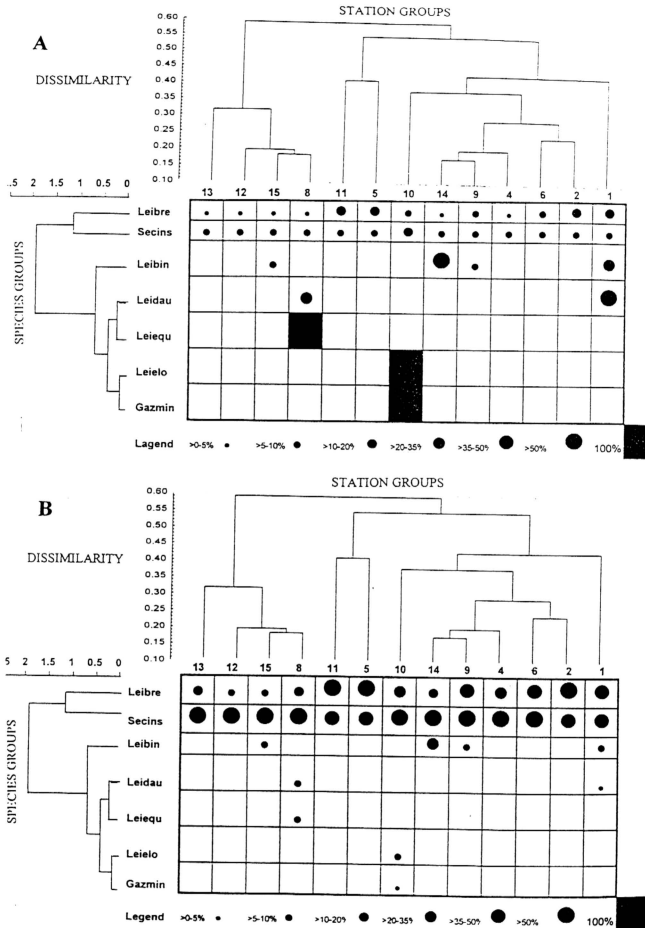 STATION GROUPS
A
DISSIMILARITY
0.60
0.55
0.50
0.45
0.40
0.35
0.30
0.25
0.20
0.15
0.10
.5 2 1.5 1 0.5 0
13 12 15 8 11 5 10 14 9 4 6 2 1
SPECIES GROUPS
Leibre
Secins
Leibin
Leidau
Leiequ
Leielo
Gazmin
Lagend >0-5% >5-10% >10-20% >20-35% >35-50% >50% 100%
STATION GROUPS
B
DISSIMILARITY
0.60
0.55
0.50
0.45
0.40
0.35
0.30
0.25
0.20
0.15
0.10
5 2 1.5 1 0.5 0
13 12 15 8 11 5 10 14 9 4 6 2 1
SPECIES GROUPS
Leibre
Secins
Leibin
Leidau
Leiequ
Leielo
Gazmin
Legend >0-5% >5-10% >10-20% >20-35% >35-50% >50% 100%